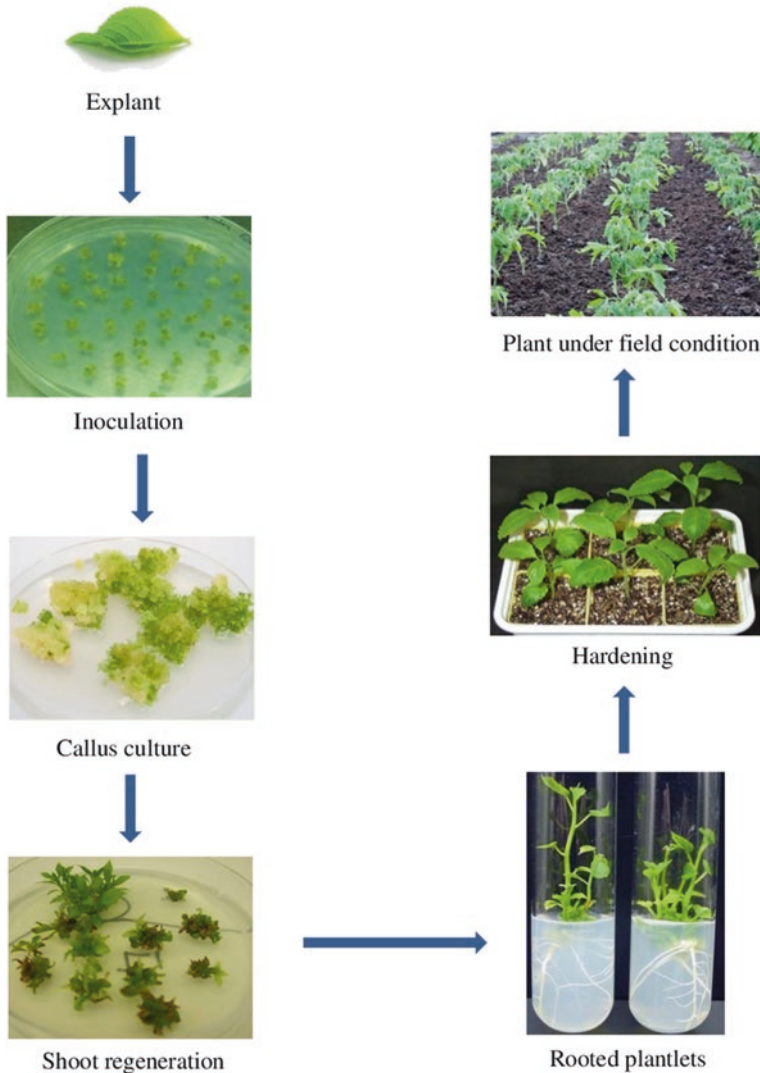 Explant
Inoculation
Callus culture
Shoot regeneration
Rooted plantlets
Hardening
Plant under field condition